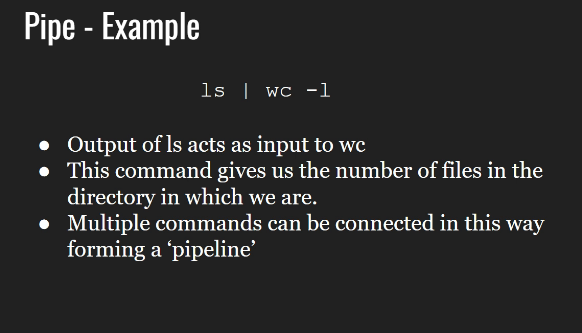 Pipe - Example
ls | wc -l
● Output of ls acts as input to wc
● This command gives us the number of files in the
directory in which we are.
● Multiple commands can be connected in this way
forming a ‘pipeline’